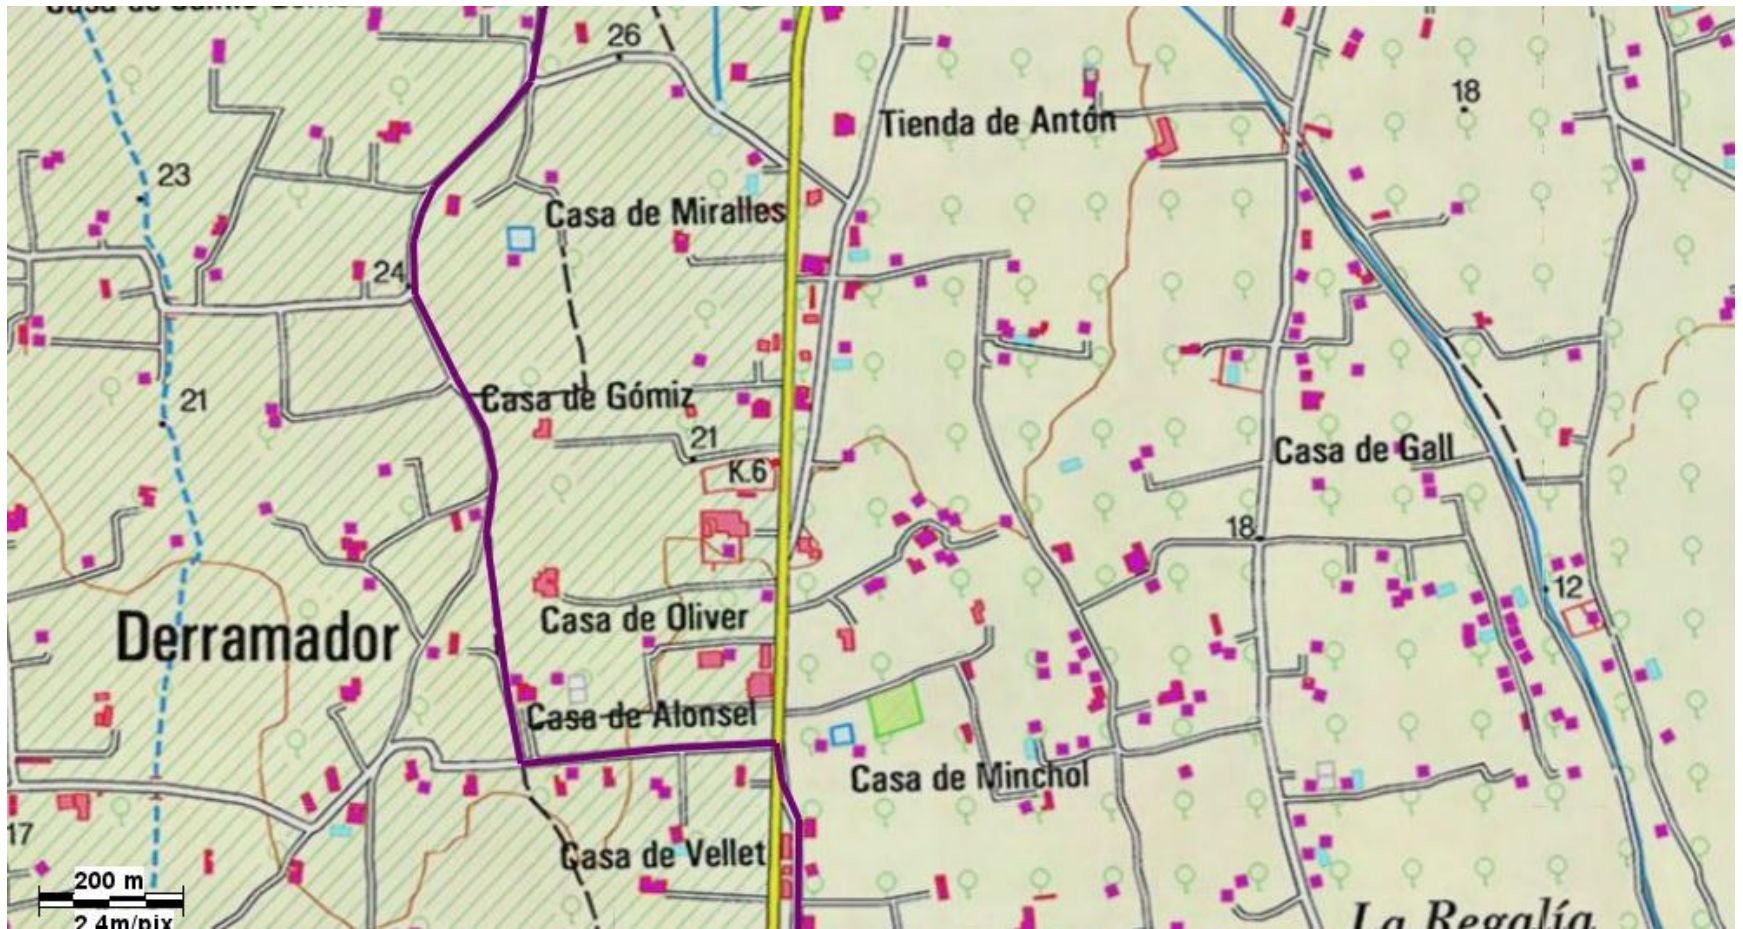 26
18
Tienda de Antón
23
Casa de Miralles
24
21
Casa de Gómiz
21
K.6
Casa de Gall
18
12
Casa de Oliver
Derramador
Casa de Alonsel
Casa de Minchol
17
Casa de Vellet
200 m
2.4m/pix
La Regalía